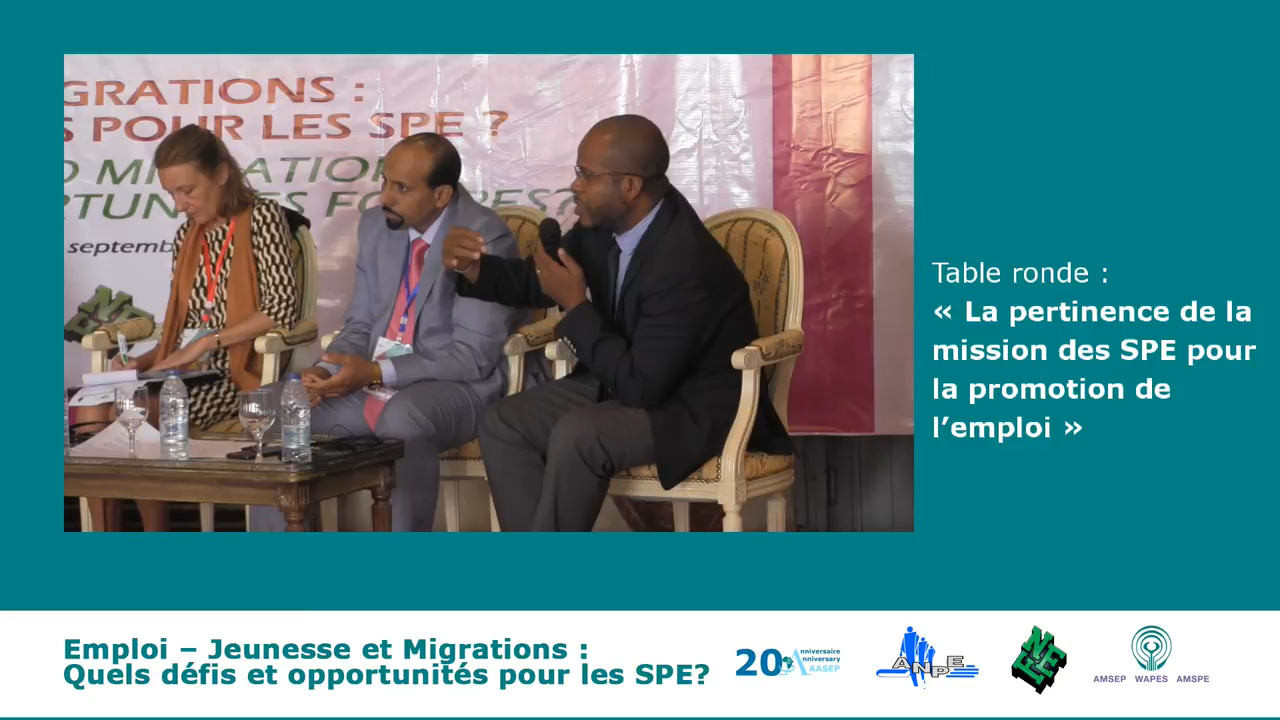 GRATIONS :
S POUR LES SPE ?
septemb
Table ronde :
« La pertinence de la
mission des SPE pour
la promotion de
l’emploi »
Emploi – Jeunesse et Migrations :
Quels défis et opportunités pour les SPE?
20 Anniversaire
Anniversary
AASEP
ANPE
AMSEP WAPES AMSPE